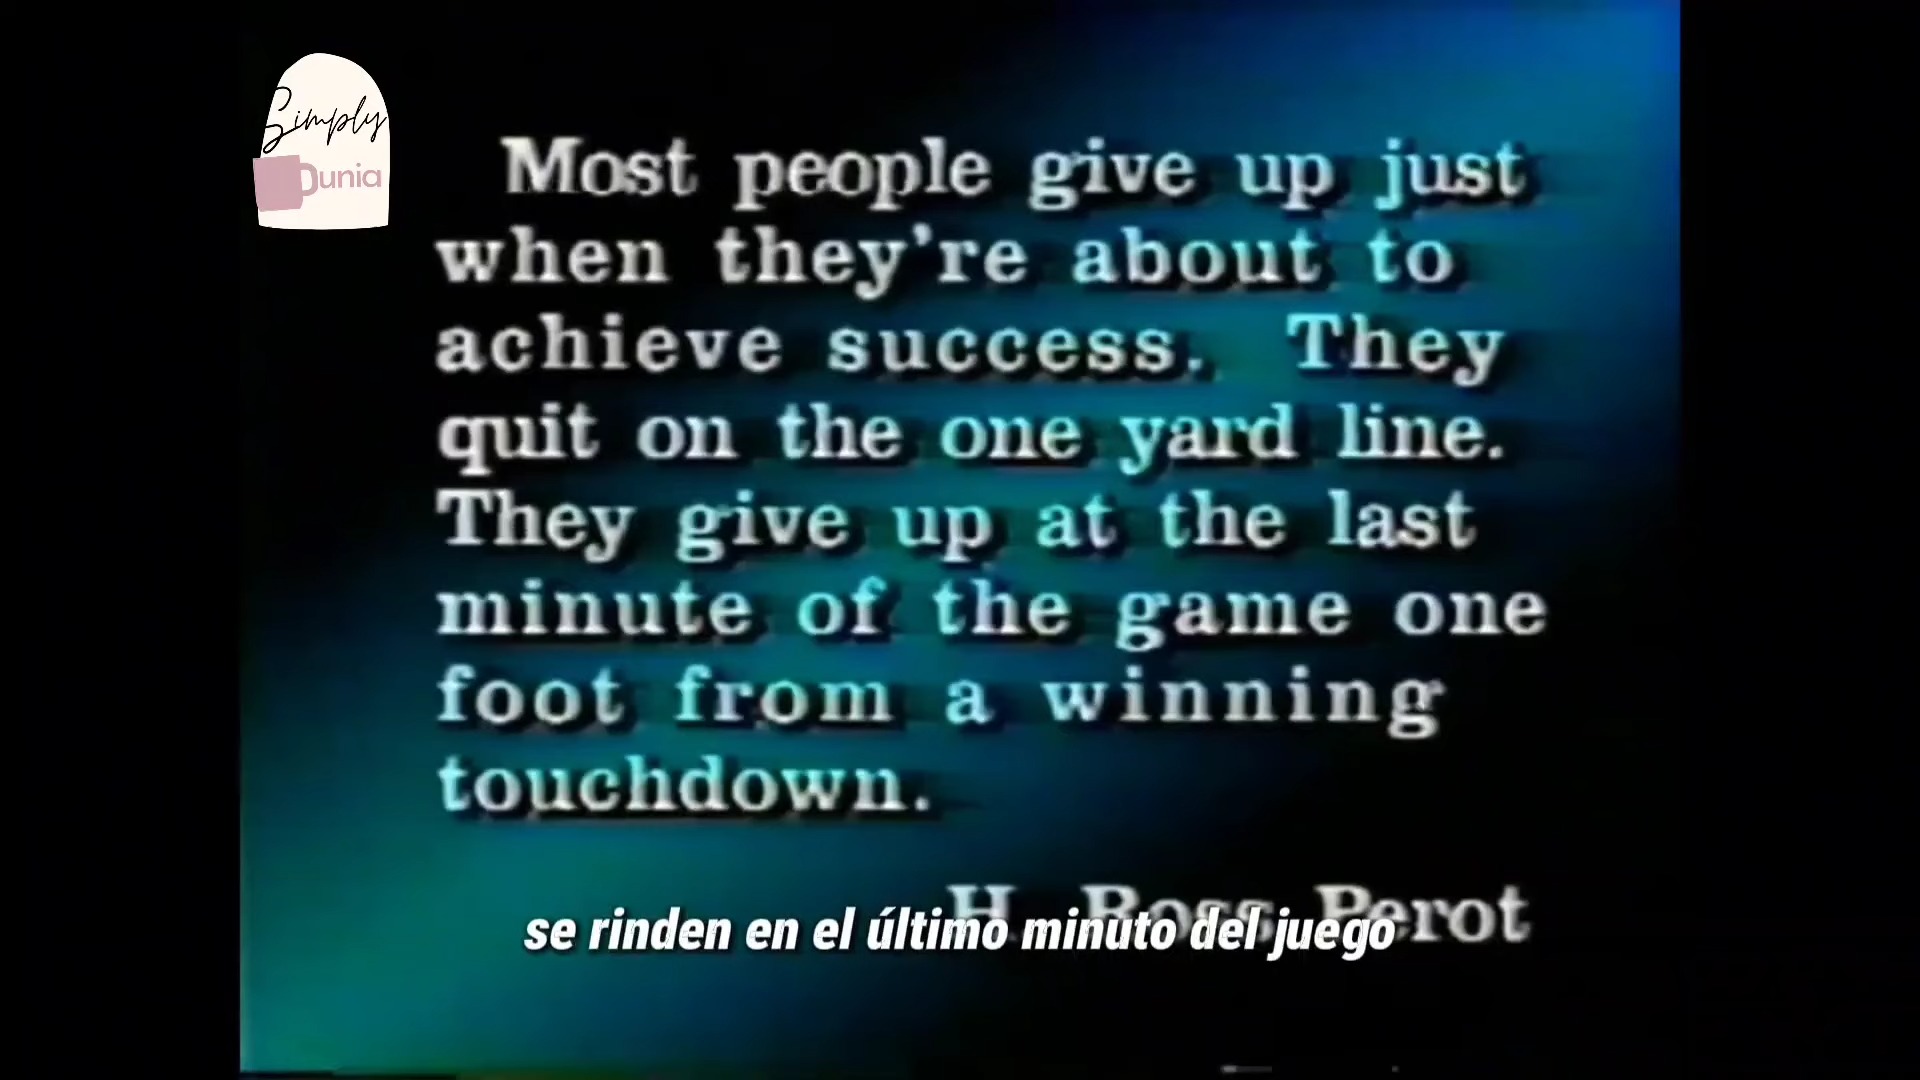 Simply
Dunia
Most people give up just
when they're about to
achieve success. They
quit on the one yard line.
They give up at the last
minute of the game one
foot from a winning
touchdown.
H. Ross Perot
se rinden en el último minuto del juego